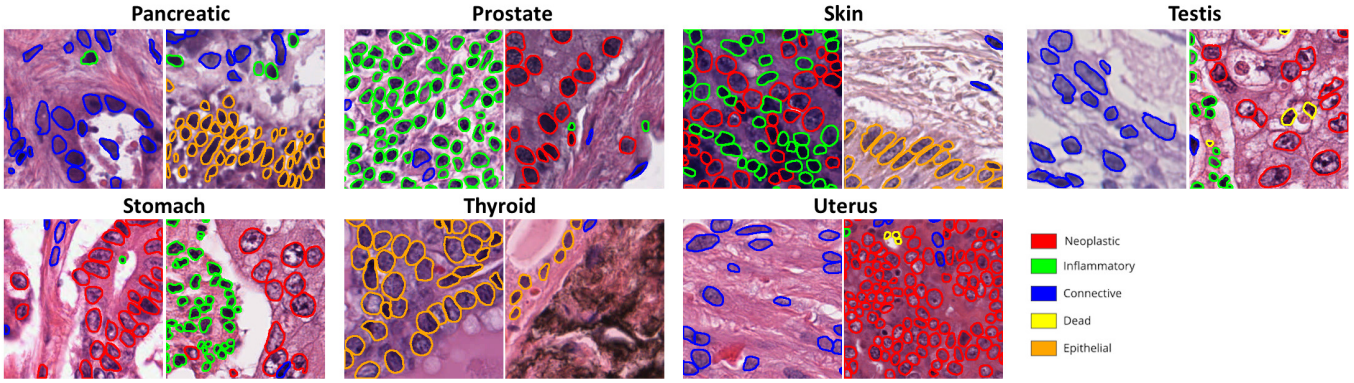 Pancreatic
Prostate
Skin
Testis
Stomach
Thyroid
Uterus
Neoplastic
Inflammatory
Connective
Dead
Epithelial